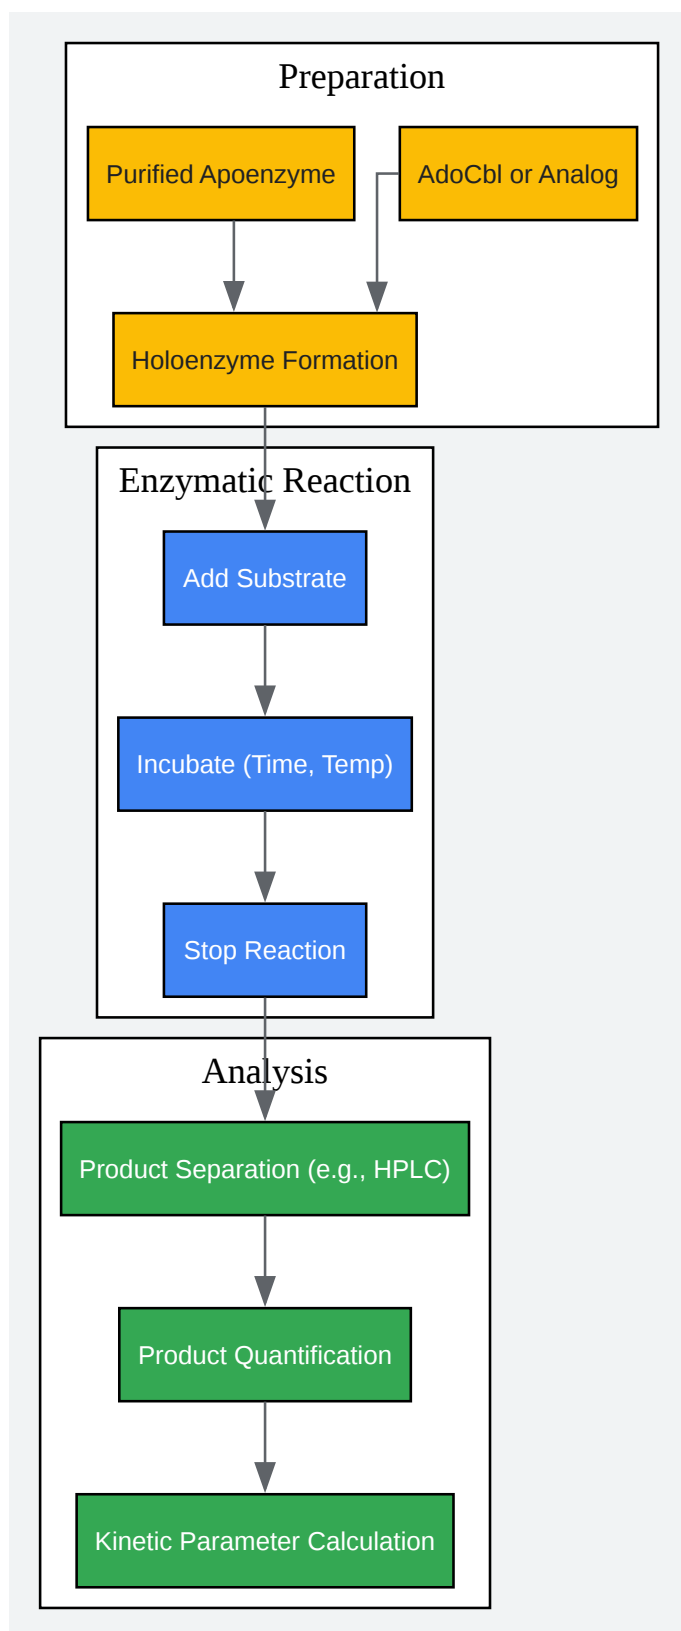 Preparation
Purified Apoenzyme
AdoCbl or Analog
Holoenzyme Formation
Enzymatic Reaction
Add Substrate
Incubate (Time, Temp)
Stop Reaction
Analysis
Product Separation (e.g., HPLC)
Product Quantification
Kinetic Parameter Calculation